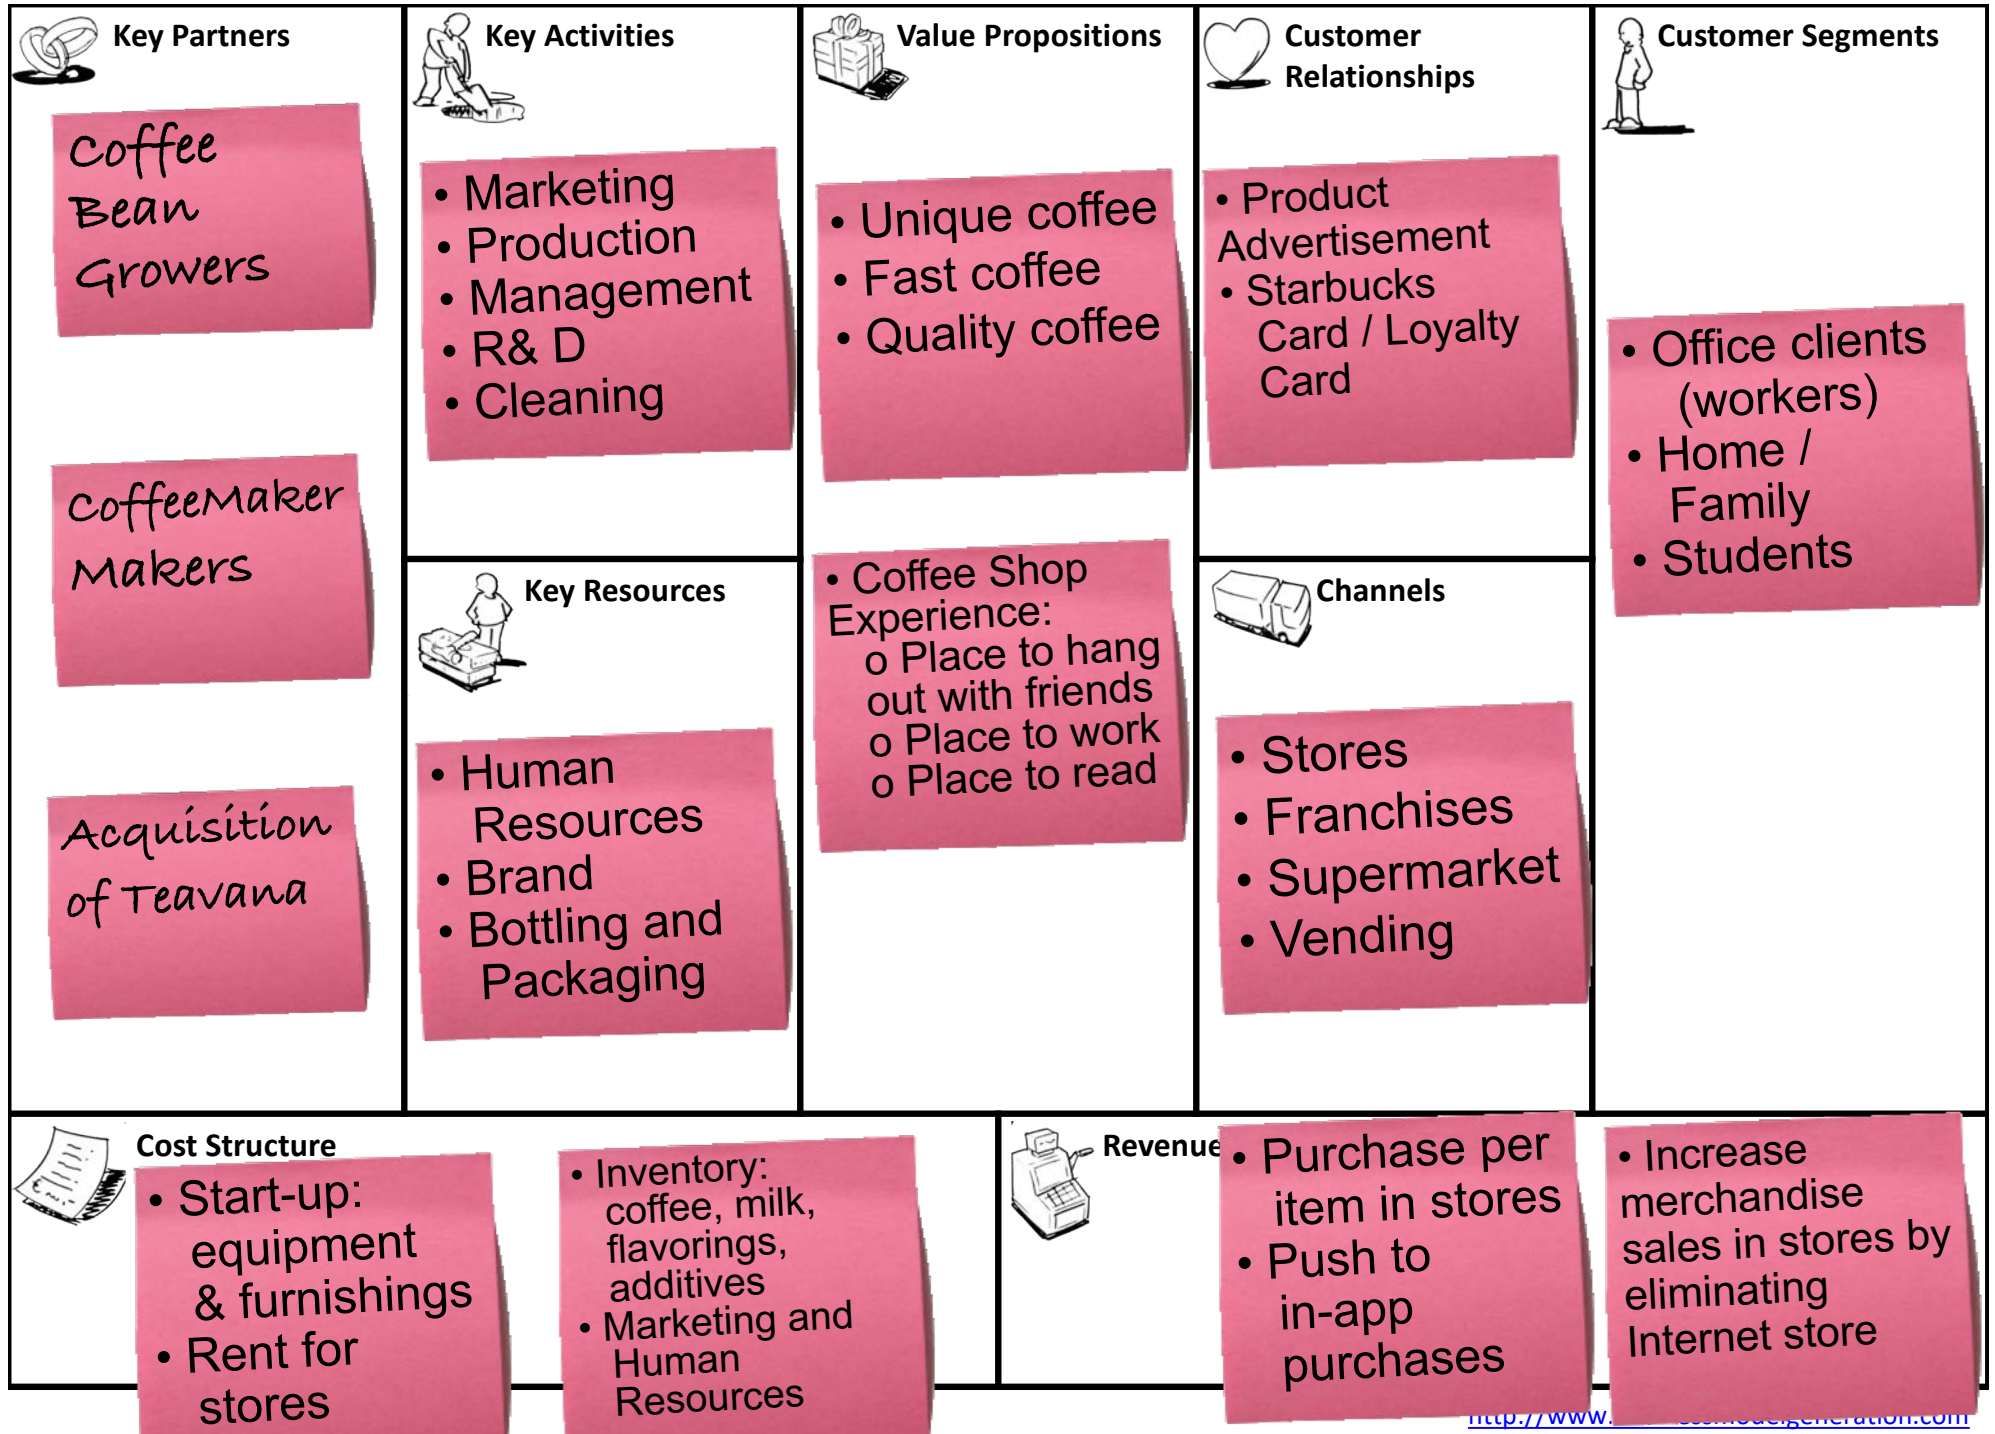 Key Partners
Coffee
Bean
Growers
CoffeeMaker
Makers
Acquisition
of Teavana
Key Activities
• Marketing
• Production
• Management
• R& D
• Cleaning
Key Resources
• Human
Resources
• Brand
• Bottling and
Packaging
Value Propositions
• Unique coffee
• Fast coffee
• Quality coffee
• Coffee Shop
Experience:
o Place to hang
out with friends
o Place to work
o Place to read
Customer
Relationships
• Product
Advertisement
• Starbucks
Card / Loyalty
Card
Channels
• Stores
• Franchises
• Supermarket
• Vending
Customer Segments
• Office clients
(workers)
• Home /
Family
• Students
Cost Structure
• Start-up:
equipment
& furnishings
• Rent for
stores
• Inventory:
coffee, milk,
flavorings,
additives
• Marketing and
Human
Resources
Revenue
• Purchase per
item in stores
• Push to
in-app
purchases
• Increase
merchandise
sales in stores by
eliminating
Internet store
http://www.